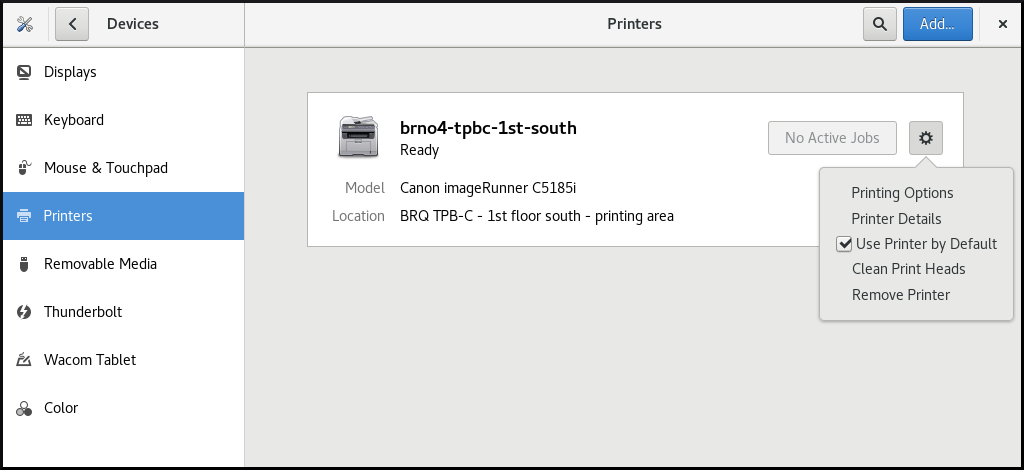 Devices
Printers
Add...
Displays
Keyboard
Mouse & Touchpad
Printers
Removable Media
Thunderbolt
Wacom Tablet
Color
brno4-tpbc-1st-south
Ready
No Active Jobs
Model Canon imageRunner C5185i
Location BRQ TPB-C - 1st floor south - printing area
Printing Options
Printer Details
Use Printer by Default
Clean Print Heads
Remove Printer